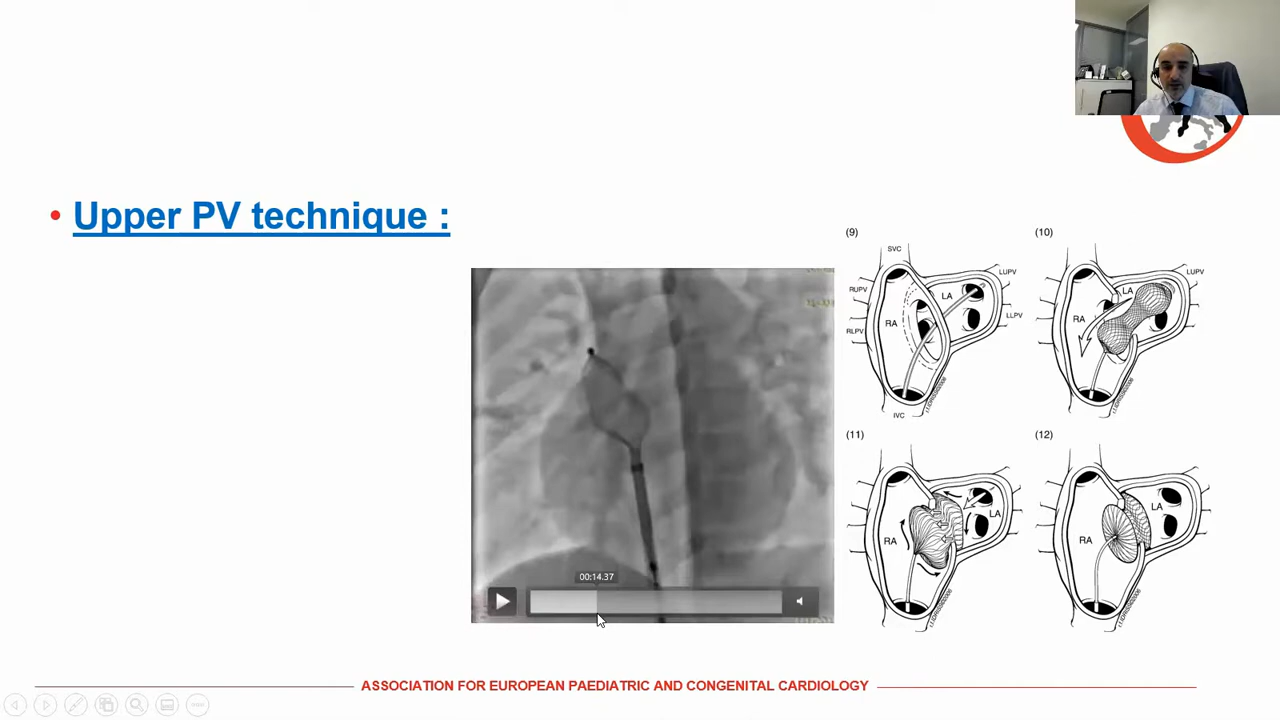 • Upper PV technique :
(9)
SVC
LUPV
RUPV
LA
LLPV
RA
RLPV
IVC
(10)
LUPV
LA
RA
(11)
LA
RA
(12)
LA
RA
00:14.37
ASSOCIATION FOR EUROPEAN PAEDIATRIC AND CONGENITAL CARDIOLOGY